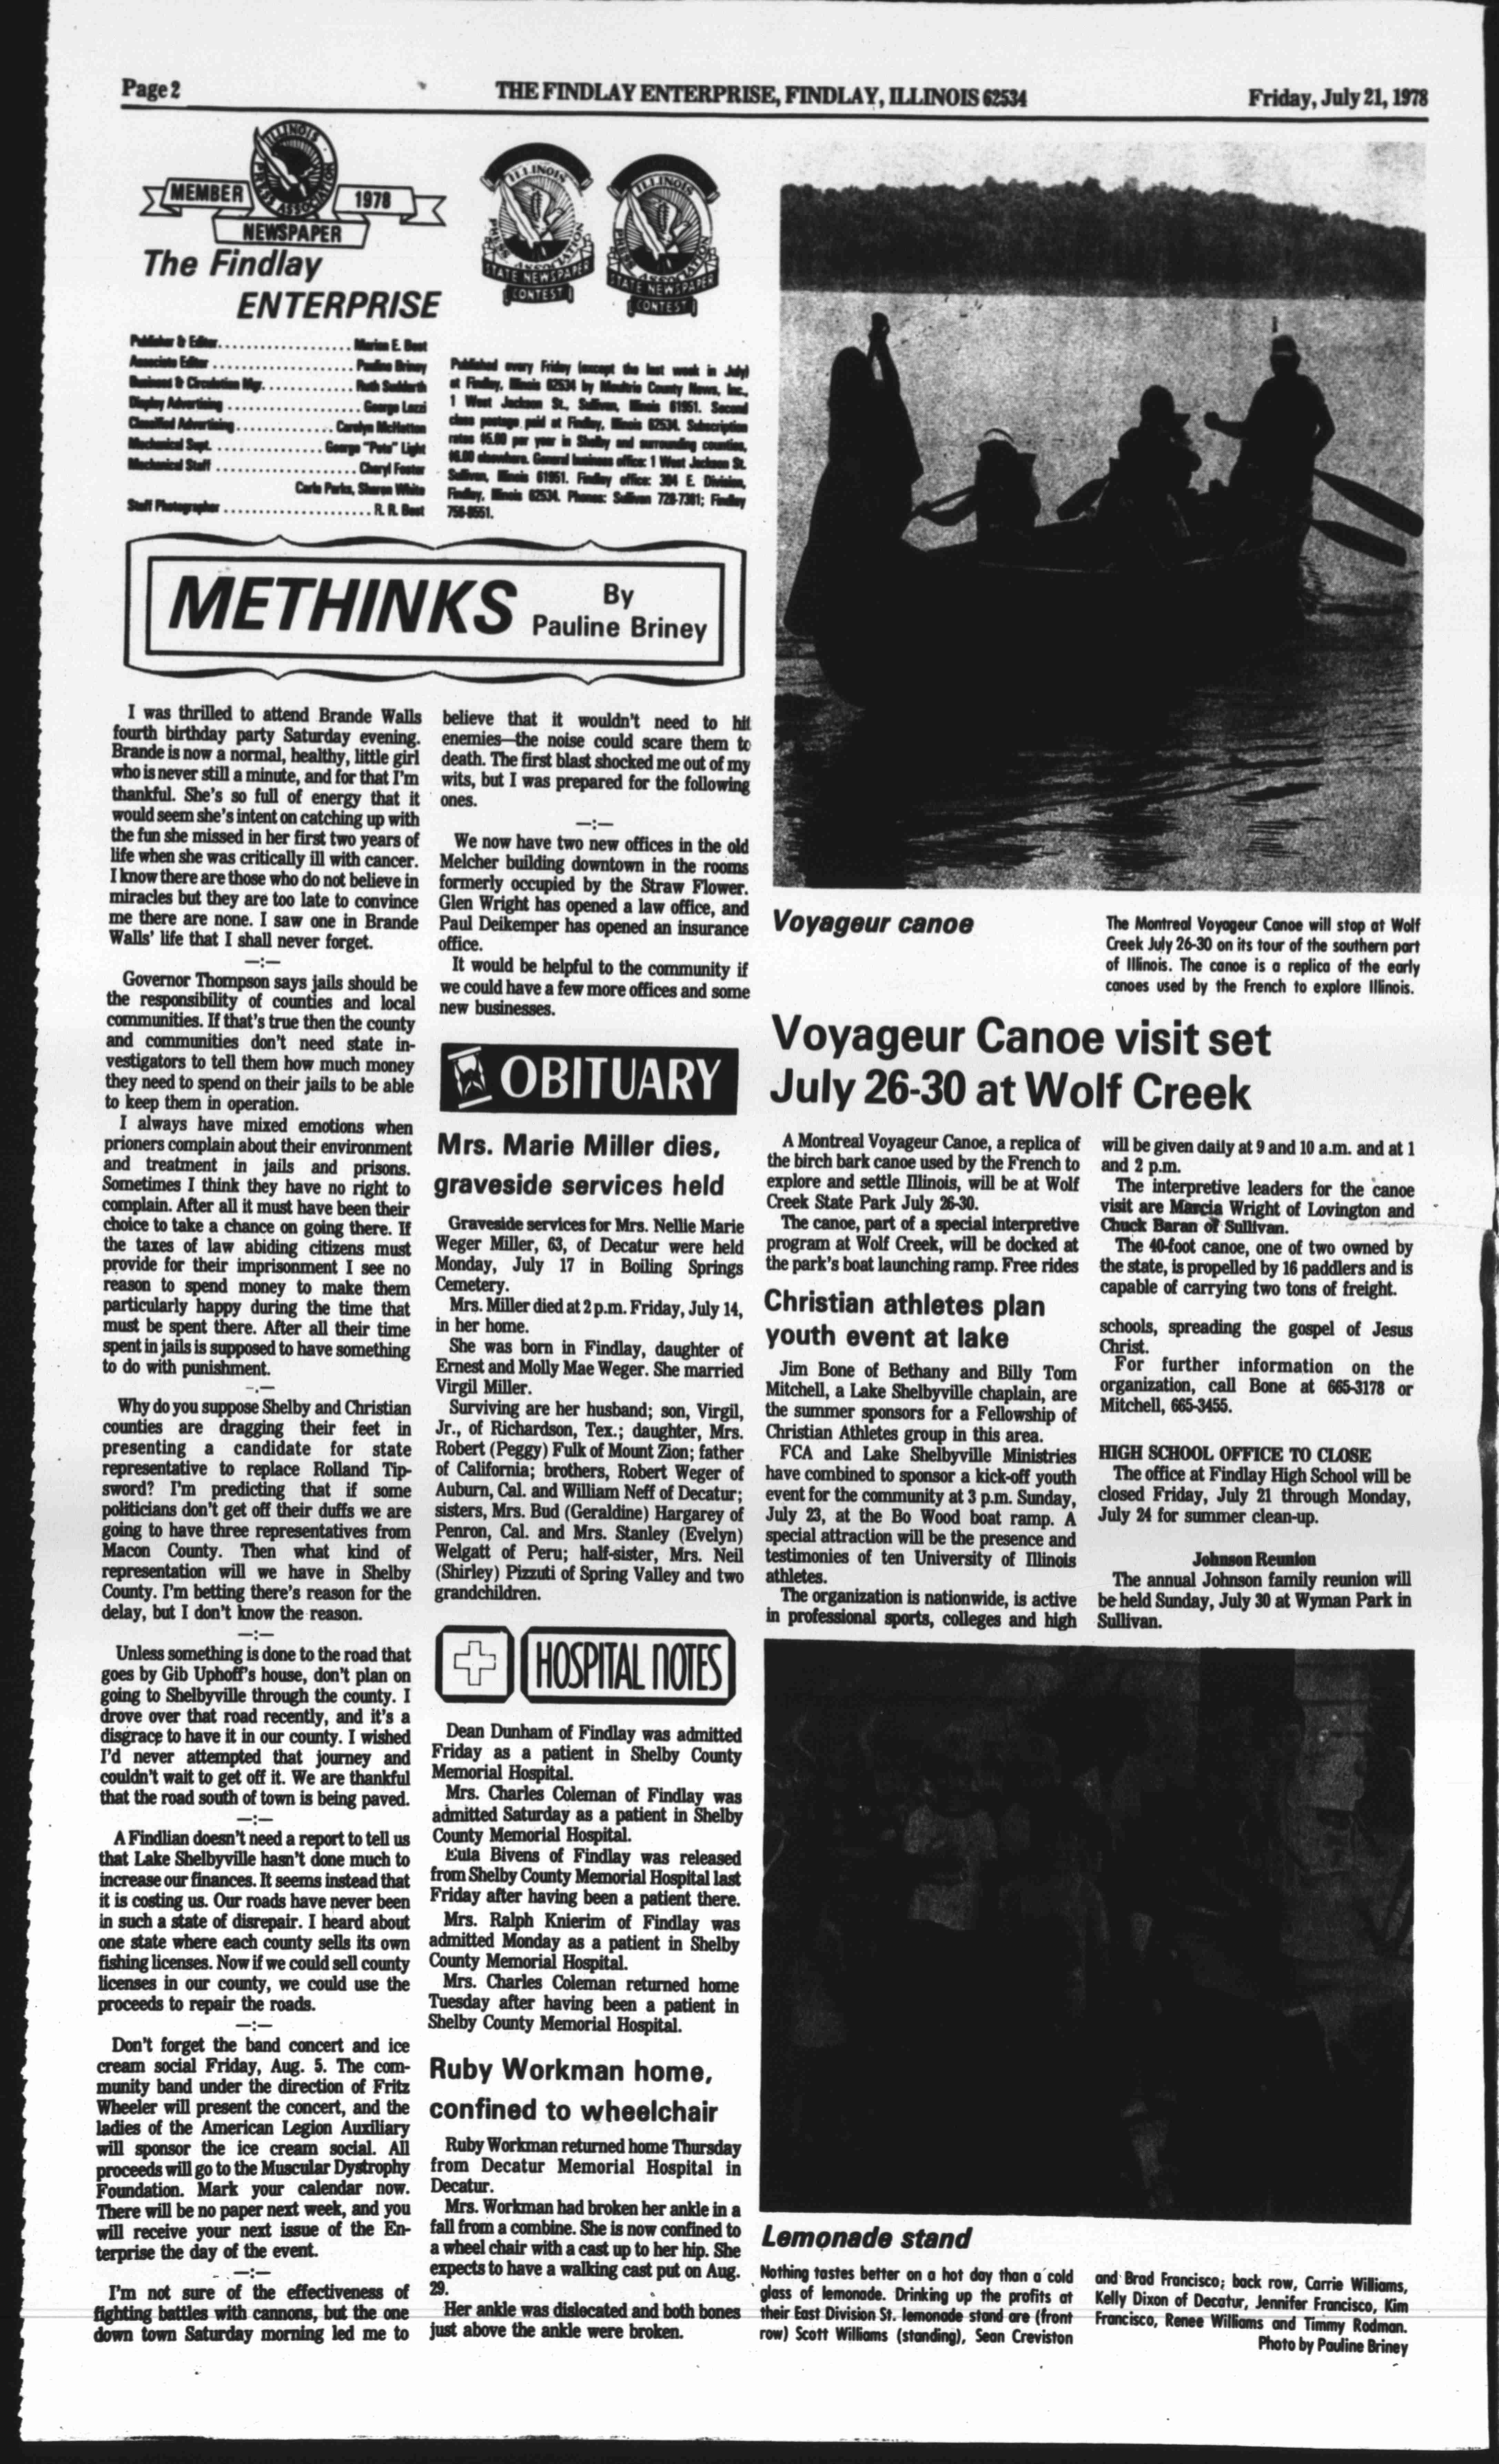 Page 2
THE FINDLAY ENTERPRISE, FINDLAY, ILLINOIS 62534
Friday, July 21, 1978
ILLINOIS
PRESS ASSOCIATION
MEMBER
1978
NEWSPAPER
The Findlay
ENTERPRISE
ILLINOIS
PRESS ASSOCIATION
STATE NEWSPAPER
CONTEST
ILLINOIS
PRESS ASSOCIATION
STATE NEWSPAPER
CONTEST
Publisher & Editor.................. Marion E. Best
Associate Editor ................... Pauline Briney
Business & Circulation Mgr............. Ruth Suddarth
Display Advertising .................. George Lazzi
Classified Advertising............. Carolyn McHatton
Mechanical Supt. .............. George "Pete" Light
Mechanical Staff ................... Cheryl Foster
Carla Parks, Sharon White
Staff Photographer .................... R. R. Best
Published every Friday (except the last week in July)
at Findlay, Illinois 62534 by Moultrie County News, Inc.,
1 West Jackson St., Sullivan, Illinois 61951. Second
class postage paid at Findlay, Illinois 62534. Subscription
rates $5.00 per year in Shelby and surrounding counties,
$6.00 elsewhere. General business office: 1 West Jackson St.
Sullivan, Illinois 61951. Findlay office: 304 E. Division,
Findlay, Illinois 62534. Phones: Sullivan 728-7381; Findlay
756-8551.
METHINKS
By
Pauline Briney
I was thrilled to attend Brande Walls
fourth birthday party Saturday evening.
Brande is now a normal, healthy, little girl
who is never still a minute, and for that I'm
thankful. She's so full of energy that it
would seem she's intent on catching up with
the fun she missed in her first two years of
life when she was critically ill with cancer.
I know there are those who do not believe in
miracles but they are too late to convince
me there are none. I saw one in Brande
Walls' life that I shall never forget.
—:—
Governor Thompson says jails should be
the responsibility of counties and local
communities. If that's true then the county
and communities don't need state in-
vestigators to tell them how much money
they need to spend on their jails to be able
to keep them in operation.
I always have mixed emotions when
prioners complain about their environment
and treatment in jails and prisons.
Sometimes I think they have no right to
complain. After all it must have been their
choice to take a chance on going there. If
the taxes of law abiding citizens must
provide for their imprisonment I see no
reason to spend money to make them
particularly happy during the time that
must be spent there. After all their time
spent in jails is supposed to have something
to do with punishment.
—.—
Why do you suppose Shelby and Christian
counties are dragging their feet in
presenting a candidate for state
representative to replace Rolland Tip-
sword? I'm predicting that if some
politicians don't get off their duffs we are
going to have three representatives from
Macon County. Then what kind of
representation will we have in Shelby
County. I'm betting there's reason for the
delay, but I don't know the reason.
—:—
Unless something is done to the road that
goes by Gib Uphoff's house, don't plan on
going to Shelbyville through the county. I
drove over that road recently, and it's a
disgrace to have it in our county. I wished
I'd never attempted that journey and
couldn't wait to get off it. We are thankful
that the road south of town is being paved.
—:—
A Findlian doesn't need a report to tell us
that Lake Shelbyville hasn't done much to
increase our finances. It seems instead that
it is costing us. Our roads have never been
in such a state of disrepair. I heard about
one state where each county sells its own
fishing licenses. Now if we could sell county
licenses in our county, we could use the
proceeds to repair the roads.
—:—
Don't forget the band concert and ice
cream social Friday, Aug. 5. The com-
munity band under the direction of Fritz
Wheeler will present the concert, and the
ladies of the American Legion Auxiliary
will sponsor the ice cream social. All
proceeds will go to the Muscular Dystrophy
Foundation. Mark your calendar now.
There will be no paper next week, and you
will receive your next issue of the En-
terprise the day of the event.
—:—
I'm not sure of the effectiveness of
fighting battles with cannons, but the one
down town Saturday morning led me to
believe that it wouldn't need to hit
enemies—the noise could scare them to
death. The first blast shocked me out of my
wits, but I was prepared for the following
ones.
—:—
We now have two new offices in the old
Melcher building downtown in the rooms
formerly occupied by the Straw Flower.
Glen Wright has opened a law office, and
Paul Deikemper has opened an insurance
office.
It would be helpful to the community if
we could have a few more offices and some
new businesses.
OBITUARY
Mrs. Marie Miller dies,
graveside services held
Graveside services for Mrs. Nellie Marie
Weger Miller, 63, of Decatur were held
Monday, July 17 in Boiling Springs
Cemetery.
Mrs. Miller died at 2 p.m. Friday, July 14,
in her home.
She was born in Findlay, daughter of
Ernest and Molly Mae Weger. She married
Virgil Miller.
Surviving are her husband; son, Virgil,
Jr., of Richardson, Tex.; daughter, Mrs.
Robert (Peggy) Fulk of Mount Zion; father
of California; brothers, Robert Weger of
Auburn, Cal. and William Neff of Decatur;
sisters, Mrs. Bud (Geraldine) Hargarey of
Penron, Cal. and Mrs. Stanley (Evelyn)
Welgatt of Peru; half-sister, Mrs. Neil
(Shirley) Pizzuti of Spring Valley and two
grandchildren.
HOSPITAL NOTES
Dean Dunham of Findlay was admitted
Friday as a patient in Shelby County
Memorial Hospital.
Mrs. Charles Coleman of Findlay was
admitted Saturday as a patient in Shelby
County Memorial Hospital.
Eula Bivens of Findlay was released
from Shelby County Memorial Hospital last
Friday after having been a patient there.
Mrs. Ralph Knierim of Findlay was
admitted Monday as a patient in Shelby
County Memorial Hospital.
Mrs. Charles Coleman returned home
Tuesday after having been a patient in
Shelby County Memorial Hospital.
Ruby Workman home,
confined to wheelchair
Ruby Workman returned home Thursday
from Decatur Memorial Hospital in
Decatur.
Mrs. Workman had broken her ankle in a
fall from a combine. She is now confined to
a wheel chair with a cast up to her hip. She
expects to have a walking cast put on Aug.
29.
Her ankle was dislocated and both bones
just above the ankle were broken.
Voyageur canoe
The Montreal Voyageur Canoe will stop at Wolf
Creek July 26-30 on its tour of the southern part
of Illinois. The canoe is a replica of the early
canoes used by the French to explore Illinois.
Voyageur Canoe visit set
July 26-30 at Wolf Creek
A Montreal Voyageur Canoe, a replica of
the birch bark canoe used by the French to
explore and settle Illinois, will be at Wolf
Creek State Park July 26-30.
The canoe, part of a special interpretive
program at Wolf Creek, will be docked at
the park's boat launching ramp. Free rides
will be given daily at 9 and 10 a.m. and at 1
and 2 p.m.
The interpretive leaders for the canoe
visit are Marcia Wright of Lovington and
Chuck Baran of Sullivan.
The 40-foot canoe, one of two owned by
the state, is propelled by 16 paddlers and is
capable of carrying two tons of freight.
Christian athletes plan
youth event at lake
Jim Bone of Bethany and Billy Tom
Mitchell, a Lake Shelbyville chaplain, are
the summer sponsors for a Fellowship of
Christian Athletes group in this area.
FCA and Lake Shelbyville Ministries
have combined to sponsor a kick-off youth
event for the community at 3 p.m. Sunday,
July 23, at the Bo Wood boat ramp. A
special attraction will be the presence and
testimonies of ten University of Illinois
athletes.
The organization is nationwide, is active
in professional sports, colleges and high
schools, spreading the gospel of Jesus
Christ.
For further information on the
organization, call Bone at 665-3178 or
Mitchell, 665-3455.
HIGH SCHOOL OFFICE TO CLOSE
The office at Findlay High School will be
closed Friday, July 21 through Monday,
July 24 for summer clean-up.
Johnson Reunion
The annual Johnson family reunion will
be held Sunday, July 30 at Wyman Park in
Sullivan.
Lemonade stand
Nothing tastes better on a hot day than a cold
glass of lemonade. Drinking up the profits at
their East Division St. lemonade stand are (front
row) Scott Williams (standing), Sean Creviston
and Brad Francisco; back row, Carrie Williams,
Kelly Dixon of Decatur, Jennifer Francisco, Kim
Francisco, Renee Williams and Timmy Rodman.
Photo by Pauline Briney